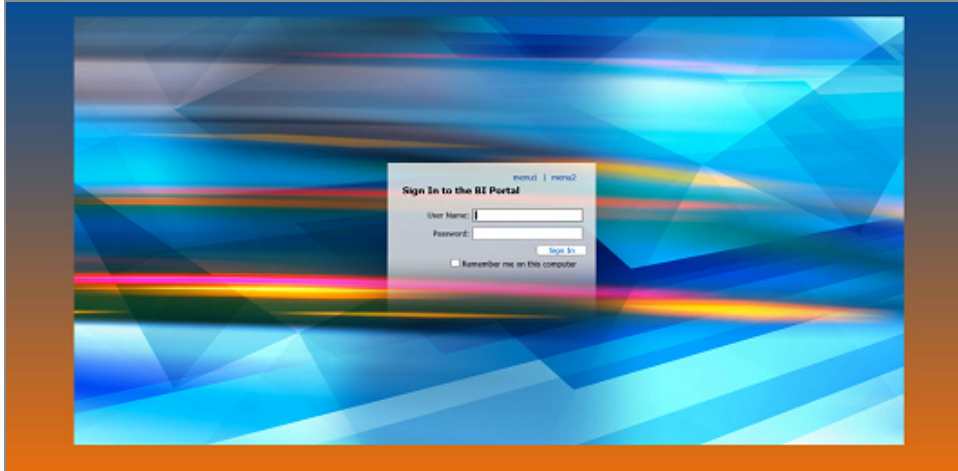 menu1 | menu2
Sign In to the BI Portal
User Name:
Password:
Sign In
Remember me on this computer